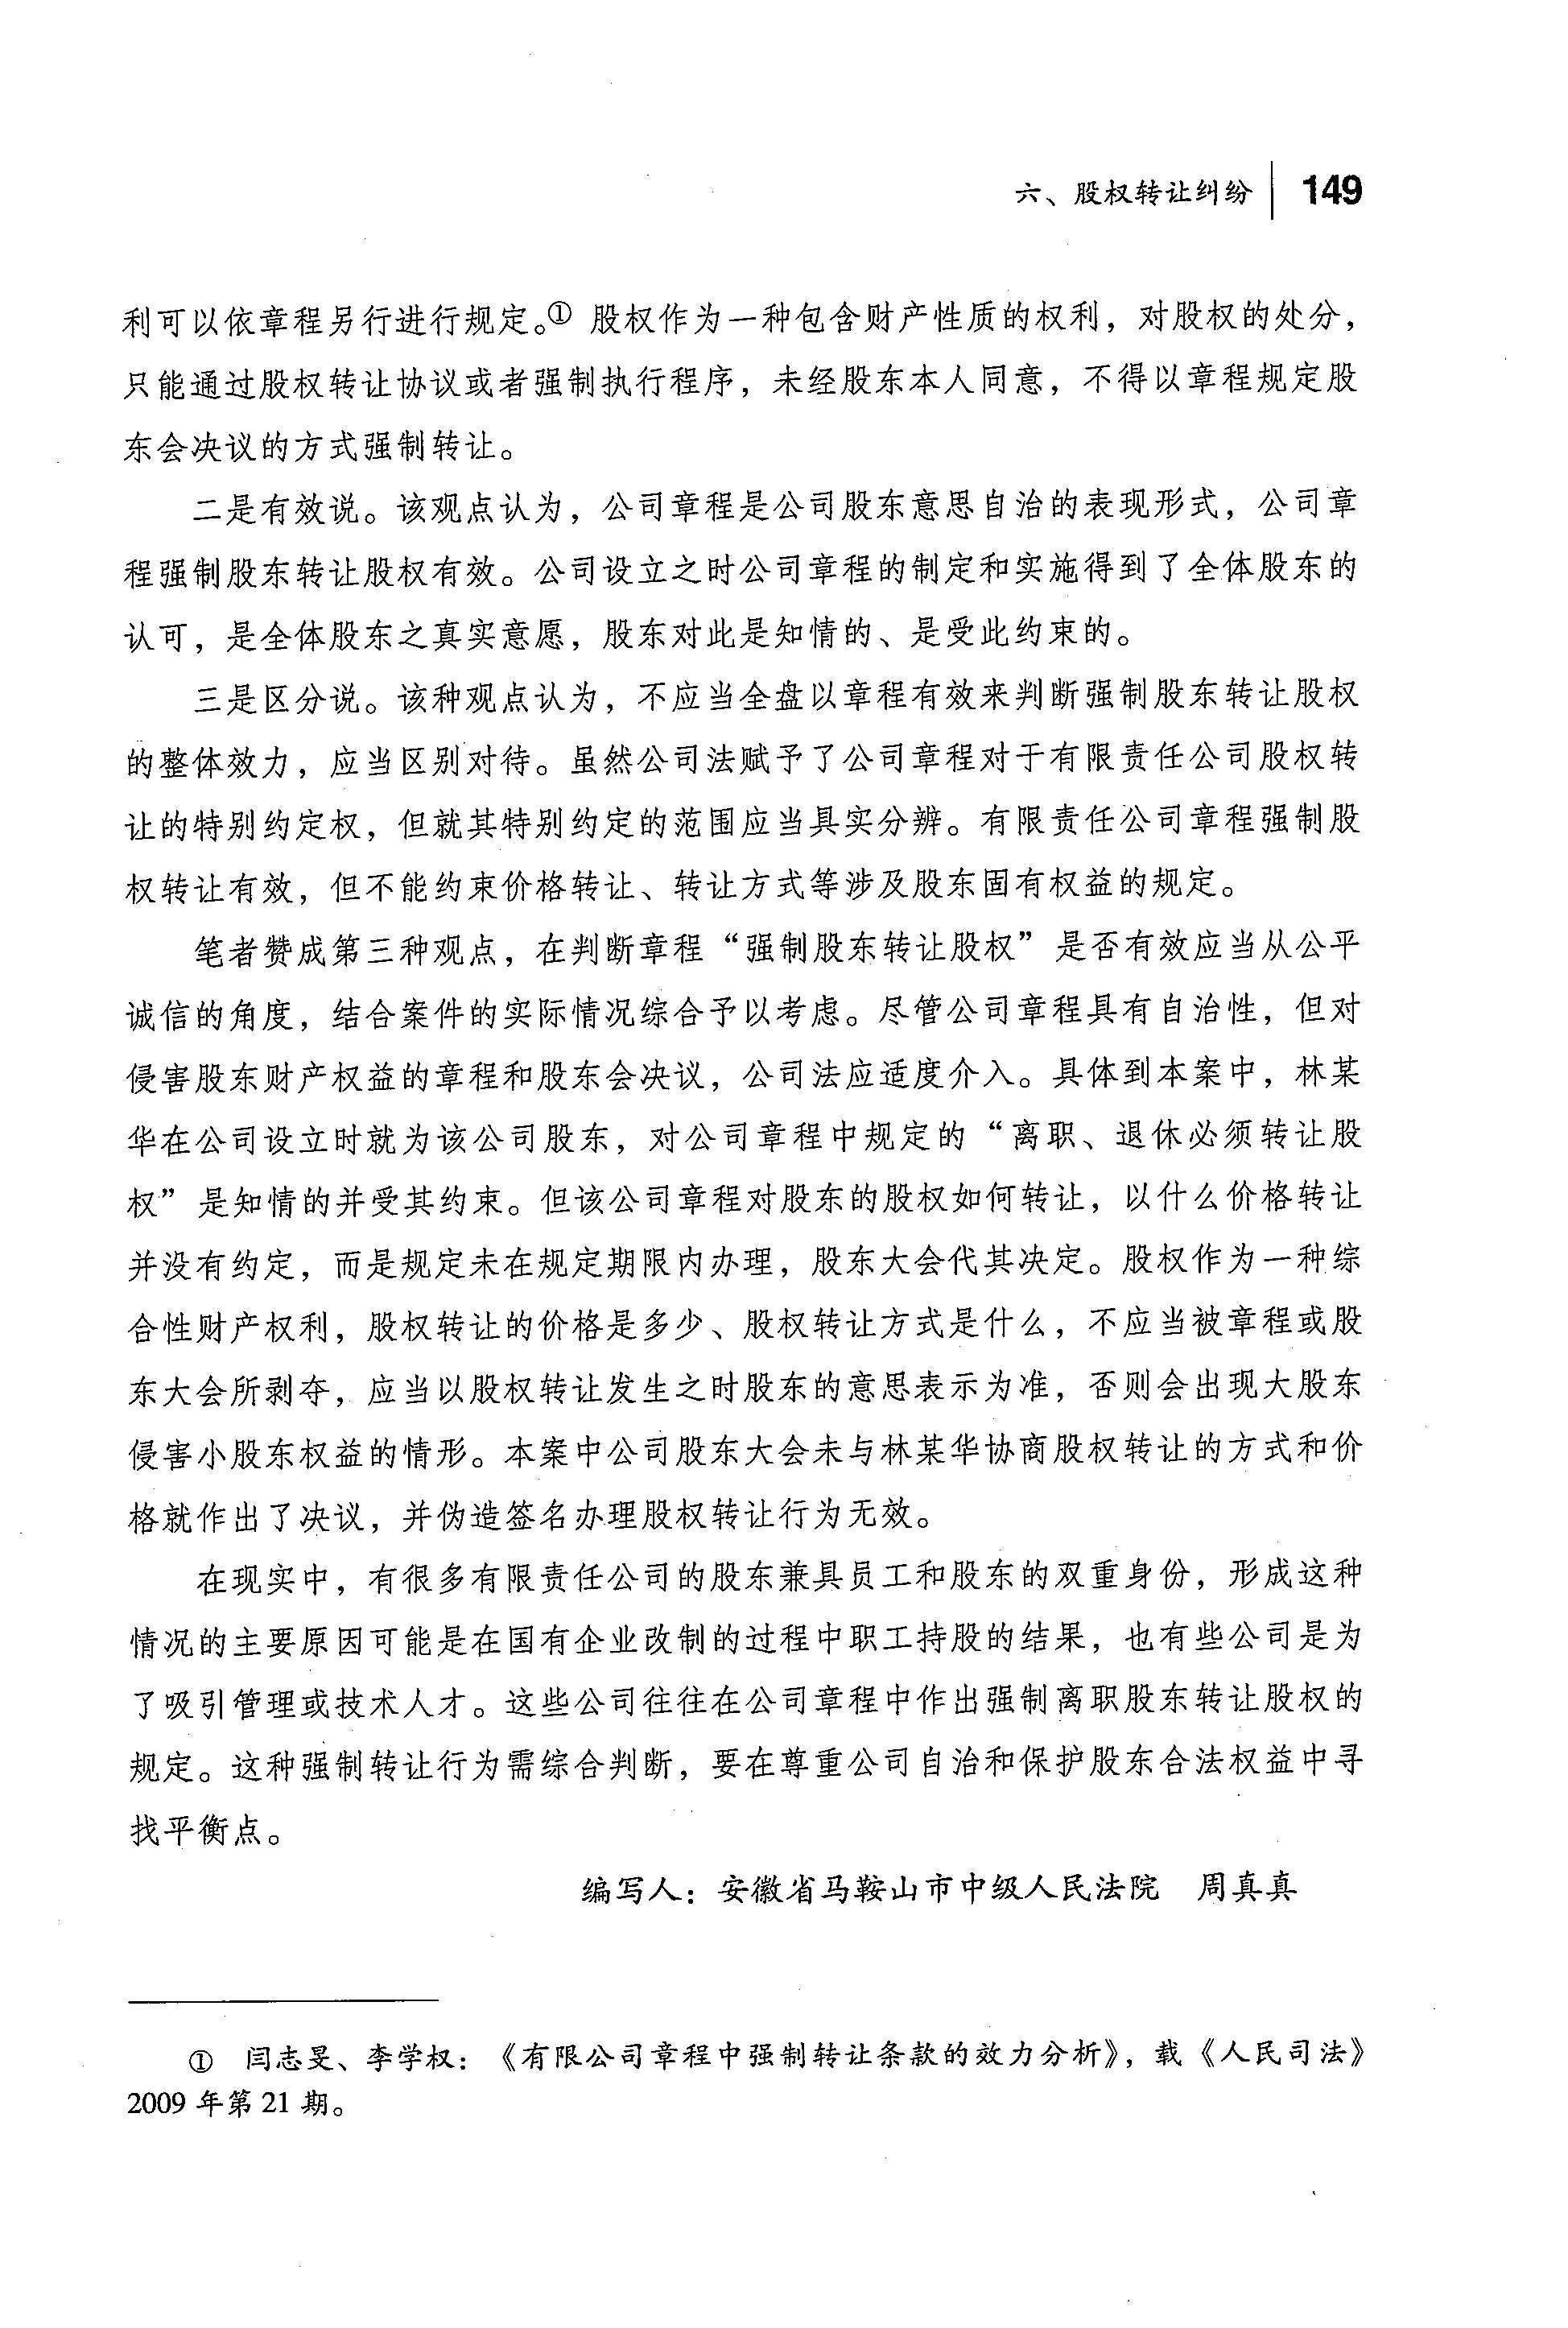 六、股权转让纠纷 149
利可以依章程另行进行规定。① 股权作为一种包含财产性质的权利，对股权的处分，
只能通过股权转让协议或者强制执行程序，未经股东本人同意，不得以章程规定股
东会决议的方式强制转让。
二是有效说。该观点认为，公司章程是公司股东意思自治的表现形式，公司章
程强制股东转让股权有效。公司设立之时公司章程的制定和实施得到了全体股东的
认可，是全体股东之真实意愿，股东对此是知情的、是受此约束的。
三是区分说。该种观点认为，不应当全盘以章程有效来判断强制股东转让股权
的整体效力，应当区别对待。虽然公司法赋予了公司章程对于有限责任公司股权转
让的特别约定权，但就其特别约定的范围应当具实分辨。有限责任公司章程强制股
权转让有效，但不能约束价格转让、转让方式等涉及股东固有权益的规定。
笔者赞成第三种观点，在判断章程“强制股东转让股权”是否有效应当从公平
诚信的角度，结合案件的实际情况综合予以考虑。尽管公司章程具有自治性，但对
侵害股东财产权益的章程和股东会决议，公司法应适度介入。具体到本案中，林某
华在公司设立时就为该公司股东，对公司章程中规定的“离职、退休必须转让股
权”是知情的并受其约束。但该公司章程对股东的股权如何转让，以什么价格转让
并没有约定，而是规定未在规定期限内办理，股东大会代其决定。股权作为一种综
合性财产权利，股权转让的价格是多少、股权转让方式是什么，不应当被章程或股
东大会所剥夺，应当以股权转让发生之时股东的意思表示为准，否则会出现大股东
侵害小股东权益的情形。本案中公司股东大会未与林某华协商股权转让的方式和价
格就作出了决议，并伪造签名办理股权转让行为无效。
在现实中，有很多有限责任公司的股东兼具员工和股东的双重身份，形成这种
情况的主要原因可能是在国有企业改制的过程中职工持股的结果，也有些公司是为
了吸引管理或技术人才。这些公司往往在公司章程中作出强制离职股东转让股权的
规定。这种强制转让行为需综合判断，要在尊重公司自治和保护股东合法权益中寻
找平衡点。
编写人：安徽省马鞍山市中级人民法院 周真真
① 闫志旻、李学权：《有限公司章程中强制转让条款的效力分析》，载《人民司法》
2009 年第 21 期。